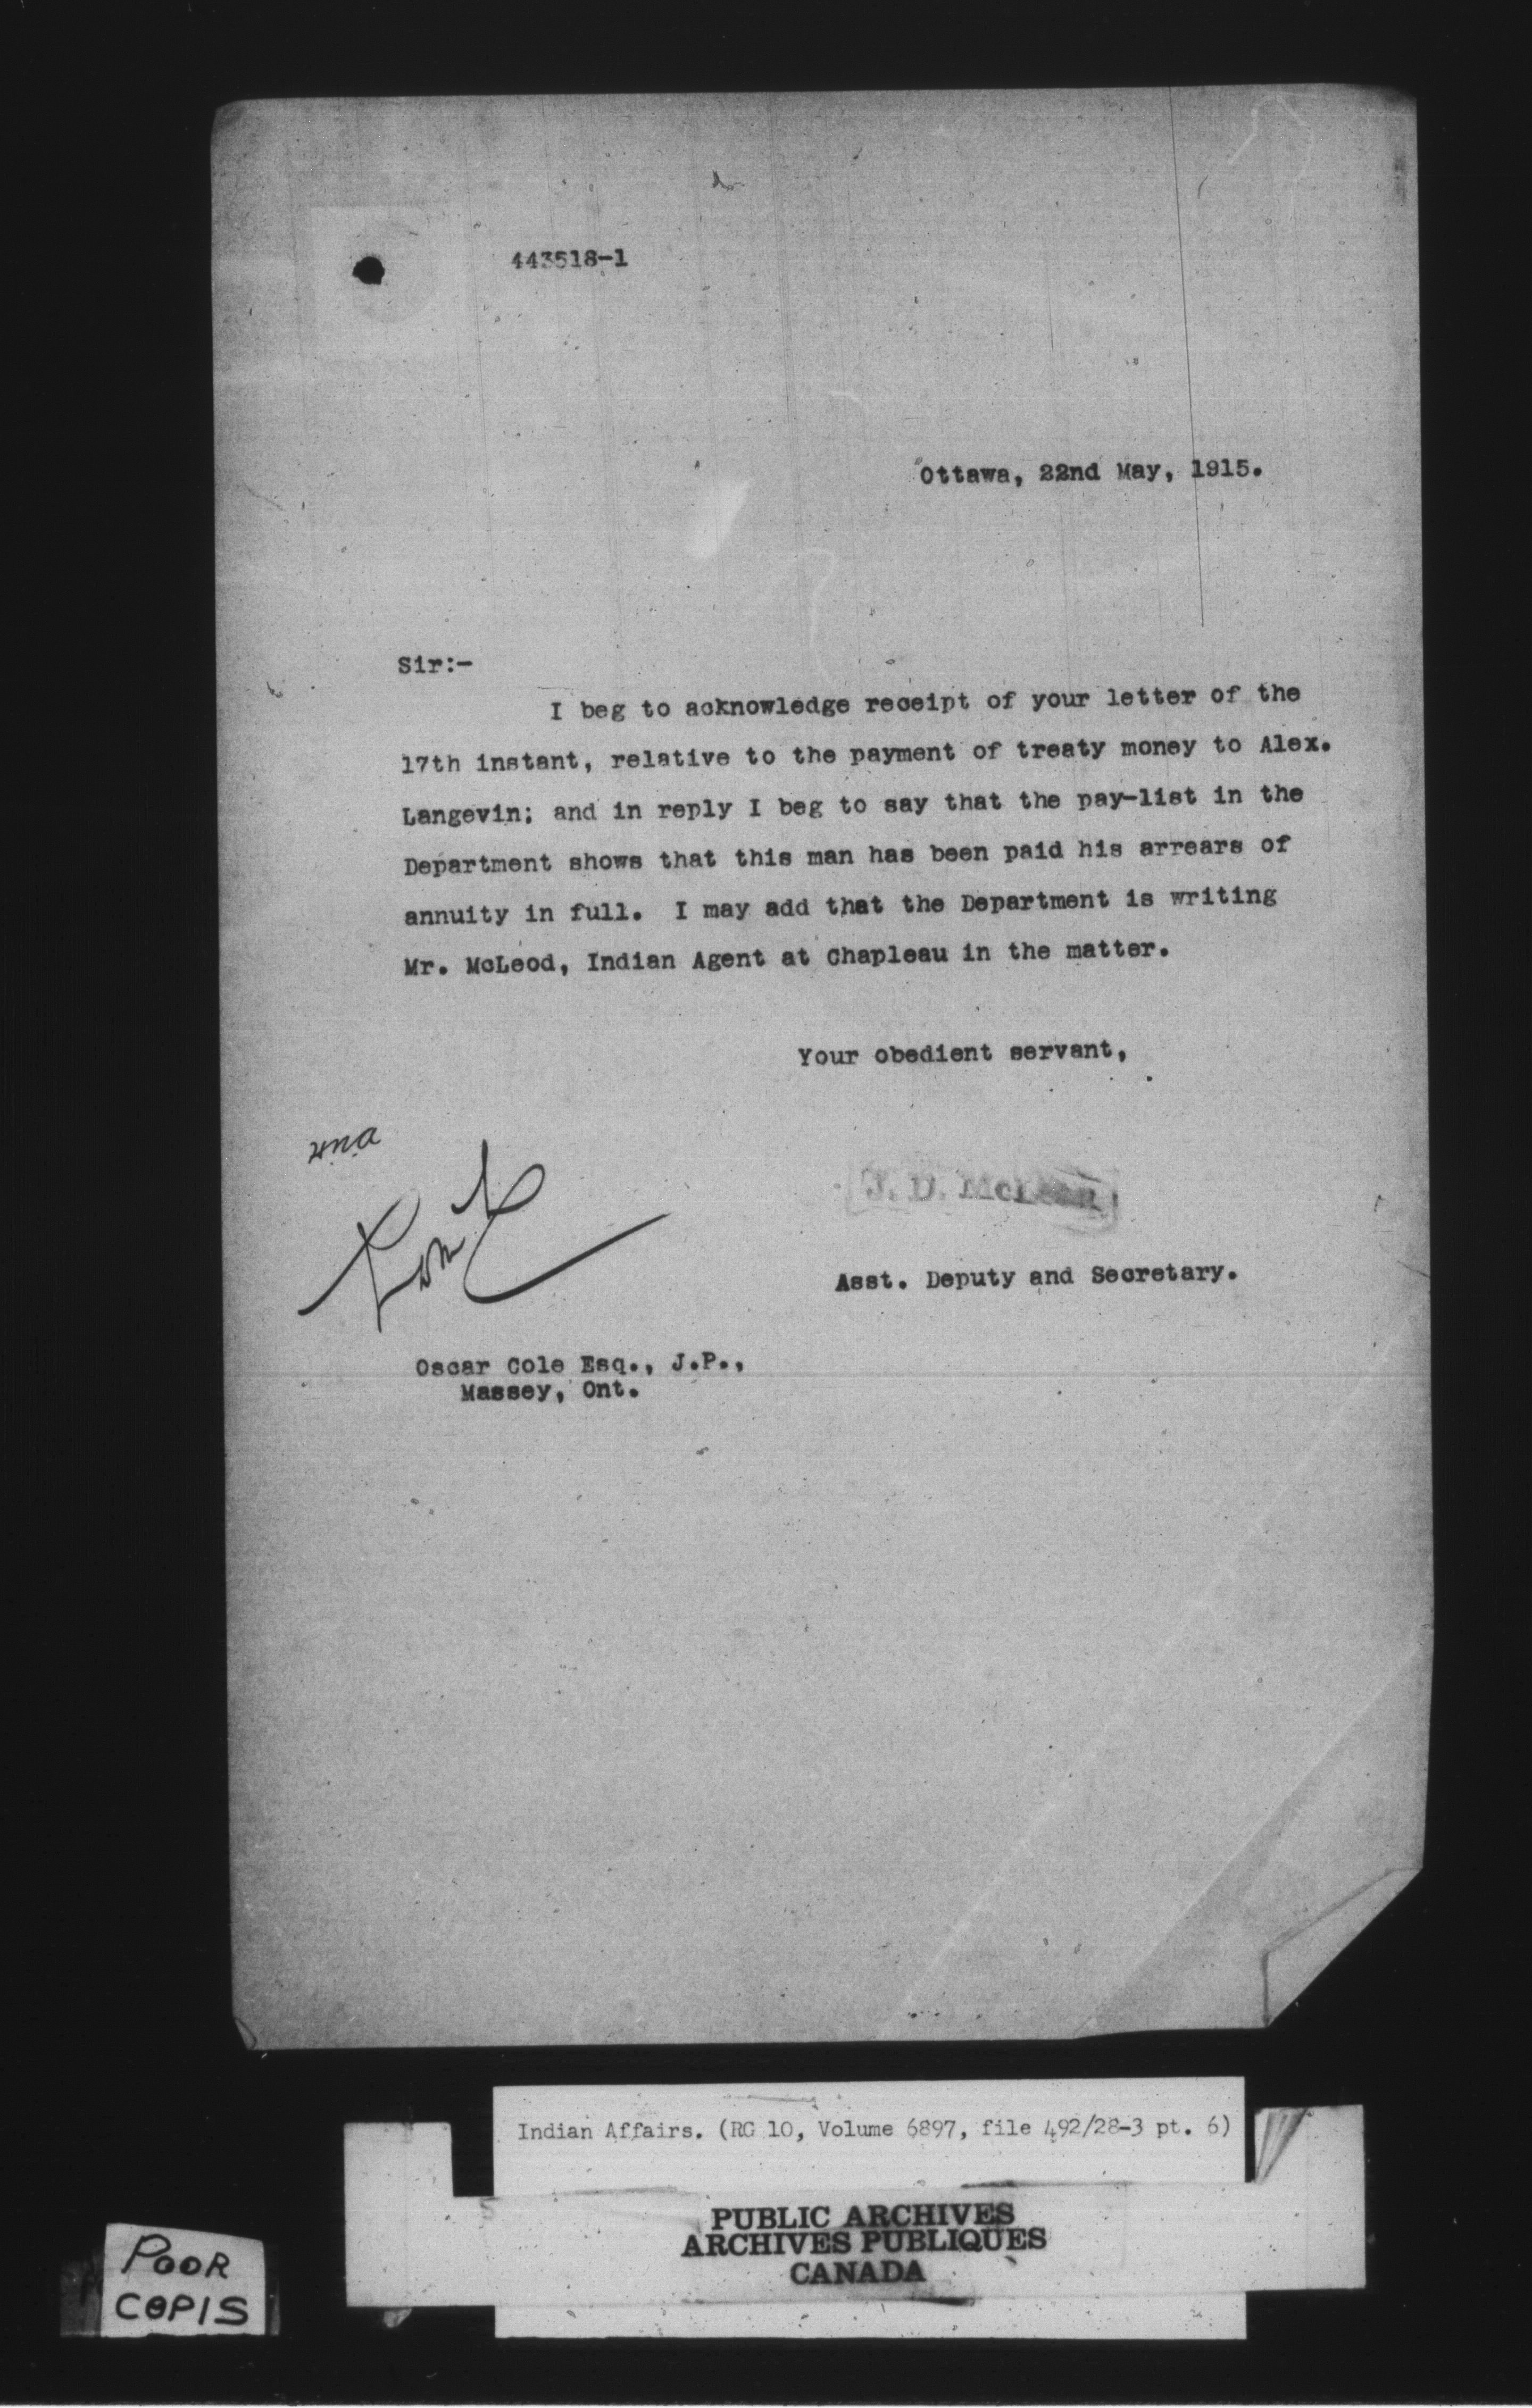 443518-1
Ottawa, 22nd May, 1915.
Sir:-
I beg to acknowledge receipt of your letter of the
17th instant, relative to the payment of treaty money to Alex.
Langevin; and in reply I beg to say that the pay-list in the
Department shows that this man has been paid his arrears of
annuity in full. I may add that the Department is writing
Mr. McLeod, Indian Agent at Chapleau in the matter.
Your obedient servant,
J. D. McLean
Asst. Deputy and Secretary.
Oscar Cole Esq., J.P.,
Massey, Ont.
Indian Affairs. (RG 10, Volume 6897, file 492/28-3 pt. 6)
PUBLIC ARCHIVES
ARCHIVES PUBLIQUES
CANADA
POOR
COPIS